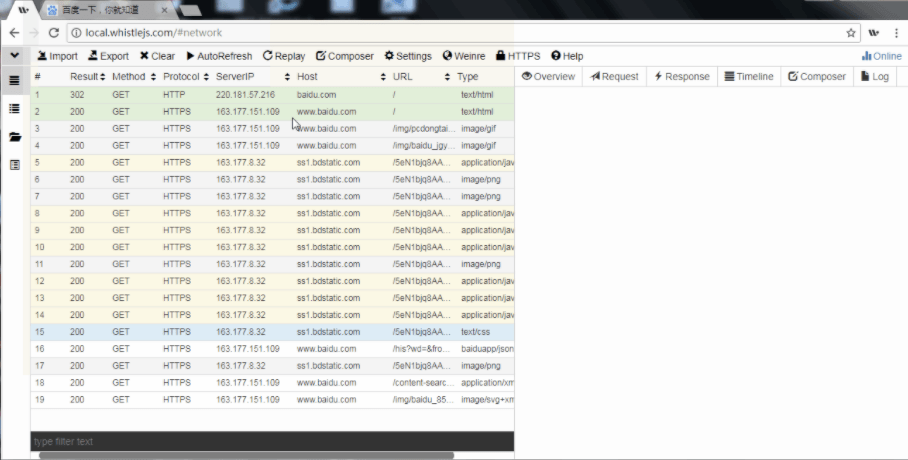 百度一下，你就知道
local.whistlejs.com/#network
Import Export Clear AutoRefresh Replay Composer Settings Weinre HTTPS Help Online
# Result Method Protocol ServerIP Host URL Type Overview Request Response Timeline Composer Log
1 302 GET HTTP 220.181.57.216 baidu.com / text/html
2 200 GET HTTPS 163.177.151.109 www.baidu.com / text/html
3 200 GET HTTPS 163.177.151.109 www.baidu.com /img/pcdongtai... image/gif
4 200 GET HTTPS 163.177.151.109 www.baidu.com /img/baidu_jgy... image/gif
5 200 GET HTTPS 163.177.8.32 ss1.bdstatic.com /5eN1bjq8AA... application/jav
6 200 GET HTTPS 163.177.8.32 ss1.bdstatic.com /5eN1bjq8AA... image/png
7 200 GET HTTPS 163.177.8.32 ss1.bdstatic.com /5eN1bjq8AA... image/png
8 200 GET HTTPS 163.177.8.32 ss1.bdstatic.com /5eN1bjq8AA... application/jav
9 200 GET HTTPS 163.177.8.32 ss1.bdstatic.com /5eN1bjq8AA... application/jav
10 200 GET HTTPS 163.177.8.32 ss1.bdstatic.com /5eN1bjq8AA... application/jav
11 200 GET HTTPS 163.177.8.32 ss1.bdstatic.com /5eN1bjq8AA... image/png
12 200 GET HTTPS 163.177.8.32 ss1.bdstatic.com /5eN1bjq8AA... application/jav
13 200 GET HTTPS 163.177.8.32 ss1.bdstatic.com /5eN1bjq8AA... application/jav
14 200 GET HTTPS 163.177.8.32 ss1.bdstatic.com /5eN1bjq8AA... application/jav
15 200 GET HTTPS 163.177.8.32 ss1.bdstatic.com /5eN1bjq8AA... text/css
16 200 GET HTTPS 163.177.151.109 www.baidu.com /his?wd=&fro... baiduapp/json
17 200 GET HTTPS 163.177.8.32 ss1.bdstatic.com /5eN1bjq8AA... image/png
18 200 GET HTTPS 163.177.151.109 www.baidu.com /content-searc... application/xm
19 200 GET HTTPS 163.177.151.109 www.baidu.com /img/baidu_85... image/svg+xm
type filter text